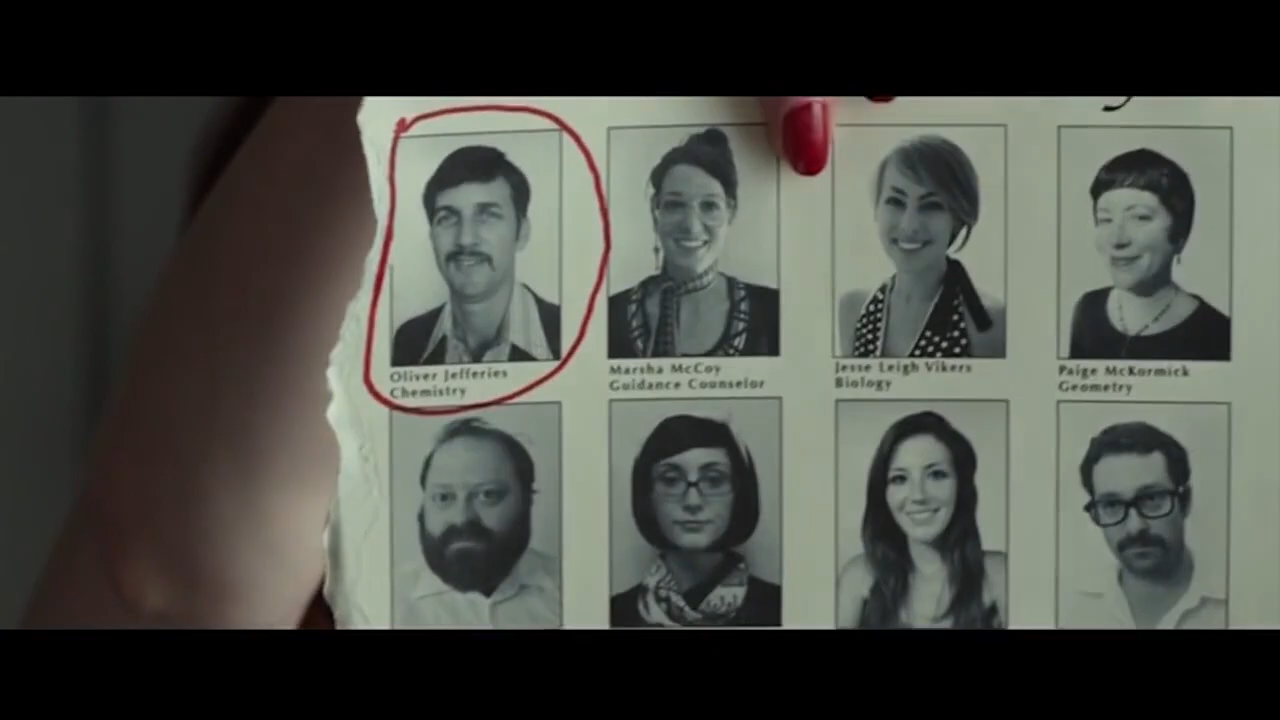 Oliver Jefferies
Chemistry
Marsha McCoy
Guidance Counselor
Jesse Leigh Vikers
Biology
Paige McKormick
Geometry